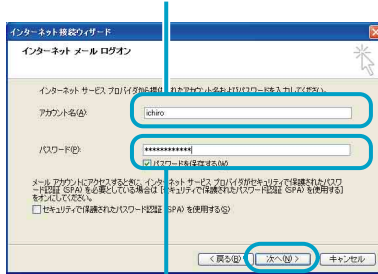 インターネット接続ウィザード
インターネット メール ログオン
インターネット サービス プロバイダから提供されたアカウント名およびパスワードを入力してください。
アカウント名(A):
ichiro
パスワード(P):
************
パスワードを保存する(W)
メール アカウントにアクセスするときに、インターネット サービス プロバイダがセキュリティで保護されたパスワ
ード認証 (SPA) を必要としている場合は [セキュリティで保護されたパスワード認証 (SPA) を使用する]
をオンにしてください。
セキュリティで保護されたパスワード認証 (SPA) を使用する(S)
< 戻る(B)
次へ(N) >
キャンセル